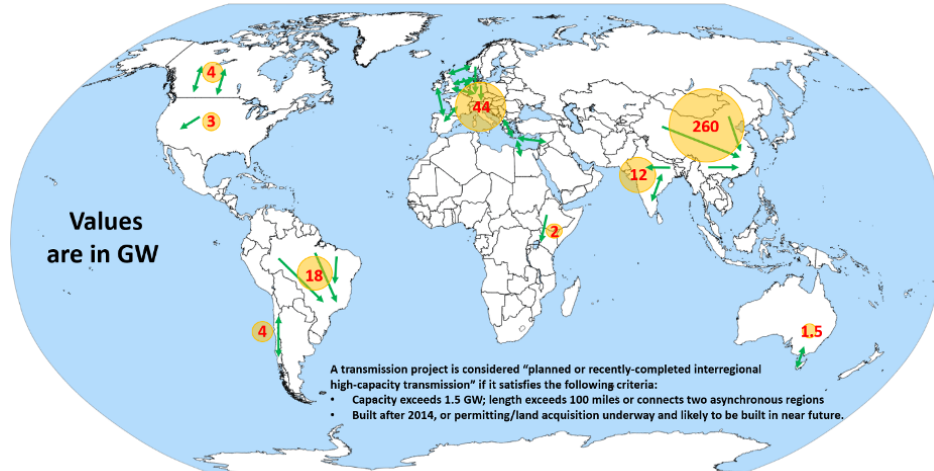 4
3
44
260
12
2
Values
are in GW
18
4
1.5
A transmission project is considered “planned or recently-completed interregional
high-capacity transmission” if it satisfies the following criteria:
• Capacity exceeds 1.5 GW; length exceeds 100 miles or connects two asynchronous regions
• Built after 2014, or permitting/land acquisition underway and likely to be built in near future.